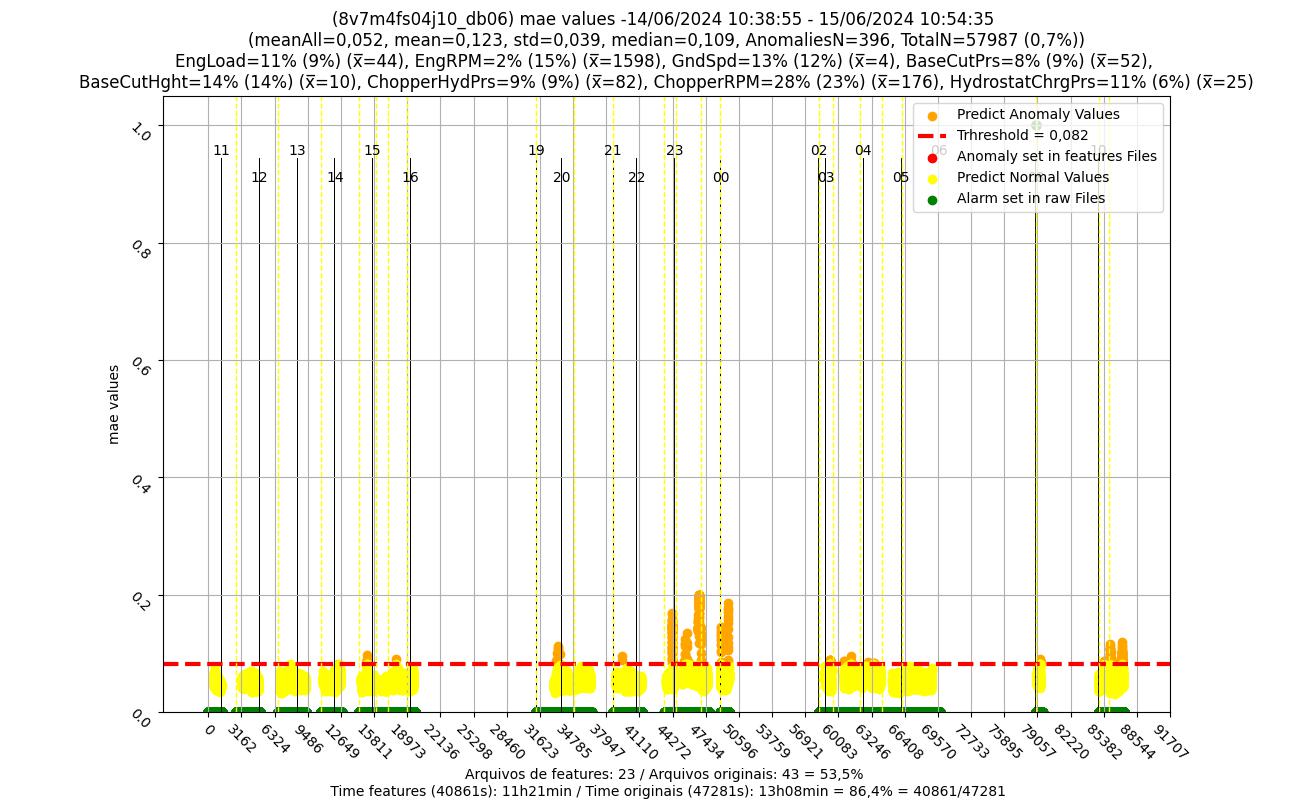 (8v7m4fs04j10_db06) mae values -14/06/2024 10:38:55 - 15/06/2024 10:54:35
(meanAll=0,052, mean=0,123, std=0,039, median=0,109, AnomaliesN=396, TotalN=57987 (0,7%))
EngLoad=11% (9%) (x̅=44), EngRPM=2% (15%) (x̅=1598), GndSpd=13% (12%) (x̅=4), BaseCutPrs=8% (9%) (x̅=52),
BaseCutHght=14% (14%) (x̅=10), ChopperHydPrs=9% (9%) (x̅=82), ChopperRPM=28% (23%) (x̅=176), HydrostatChrgPrs=11% (6%) (x̅=25)
Predict Anomaly Values
Trhreshold = 0,082
Anomaly set in features Files
Predict Normal Values
Alarm set in raw Files
11 13 15 19 21 23 02 04 06 10
12 14 16 20 22 00 03 05
1.0
0.8
0.6
0.4
0.2
0.0
mae values
0 3162 6324 9486 12649 15811 18973 22136 25298 28460 31623 34785 37947 41110 44272 47434 50596 53759 56921 60083 63246 66408 69570 72733 75895 79057 82220 85382 88544 91707
Arquivos de features: 23 / Arquivos originais: 43 = 53,5%
Time features (40861s): 11h21min / Time originais (47281s): 13h08min = 86,4% = 40861/47281